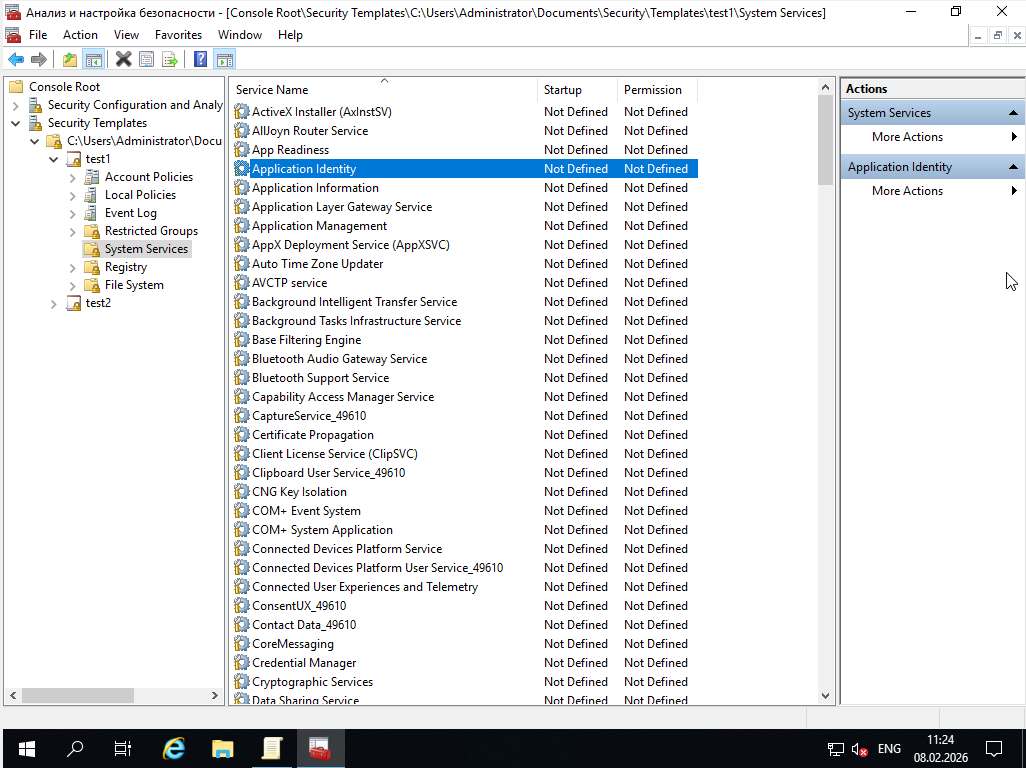 Анализ и настройка безопасности - [Console Root\Security Templates\C:\Users\Administrator\Documents\Security\Templates\test1\System Services]
File Action View Favorites Window Help
Console Root
Security Configuration and Analy
Security Templates
C:\Users\Administrator\Docu
test1
Account Policies
Local Policies
Event Log
Restricted Groups
System Services
Registry
File System
test2
Service Name Startup Permission
ActiveX Installer (AxInstSV) Not Defined Not Defined
AllJoyn Router Service Not Defined Not Defined
App Readiness Not Defined Not Defined
Application Identity Not Defined Not Defined
Application Information Not Defined Not Defined
Application Layer Gateway Service Not Defined Not Defined
Application Management Not Defined Not Defined
AppX Deployment Service (AppXSVC) Not Defined Not Defined
Auto Time Zone Updater Not Defined Not Defined
AVCTP service Not Defined Not Defined
Background Intelligent Transfer Service Not Defined Not Defined
Background Tasks Infrastructure Service Not Defined Not Defined
Base Filtering Engine Not Defined Not Defined
Bluetooth Audio Gateway Service Not Defined Not Defined
Bluetooth Support Service Not Defined Not Defined
Capability Access Manager Service Not Defined Not Defined
CaptureService_49610 Not Defined Not Defined
Certificate Propagation Not Defined Not Defined
Client License Service (ClipSVC) Not Defined Not Defined
Clipboard User Service_49610 Not Defined Not Defined
CNG Key Isolation Not Defined Not Defined
COM+ Event System Not Defined Not Defined
COM+ System Application Not Defined Not Defined
Connected Devices Platform Service Not Defined Not Defined
Connected Devices Platform User Service_49610 Not Defined Not Defined
Connected User Experiences and Telemetry Not Defined Not Defined
ConsentUX_49610 Not Defined Not Defined
Contact Data_49610 Not Defined Not Defined
CoreMessaging Not Defined Not Defined
Credential Manager Not Defined Not Defined
Cryptographic Services Not Defined Not Defined
Data Sharing Service Not Defined Not Defined
Actions
System Services
More Actions
Application Identity
More Actions
ENG
11:24
08.02.2026